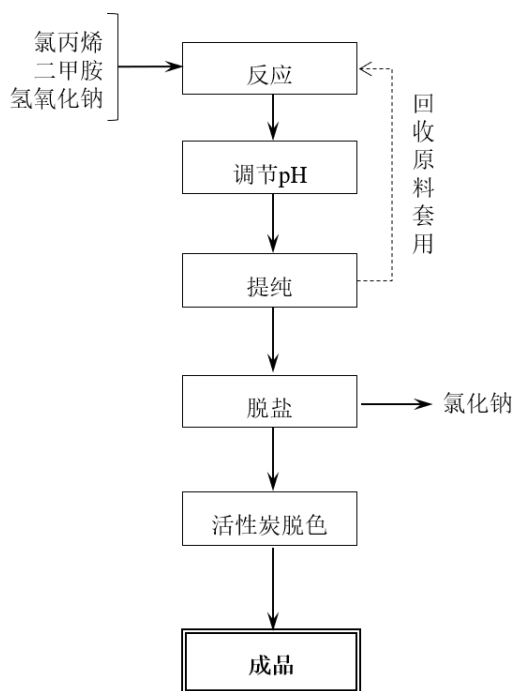 氯丙烯
二甲胺
氢氧化钠
反应
回收原料套用
调节pH
提纯
脱盐
氯化钠
活性炭脱色
成品